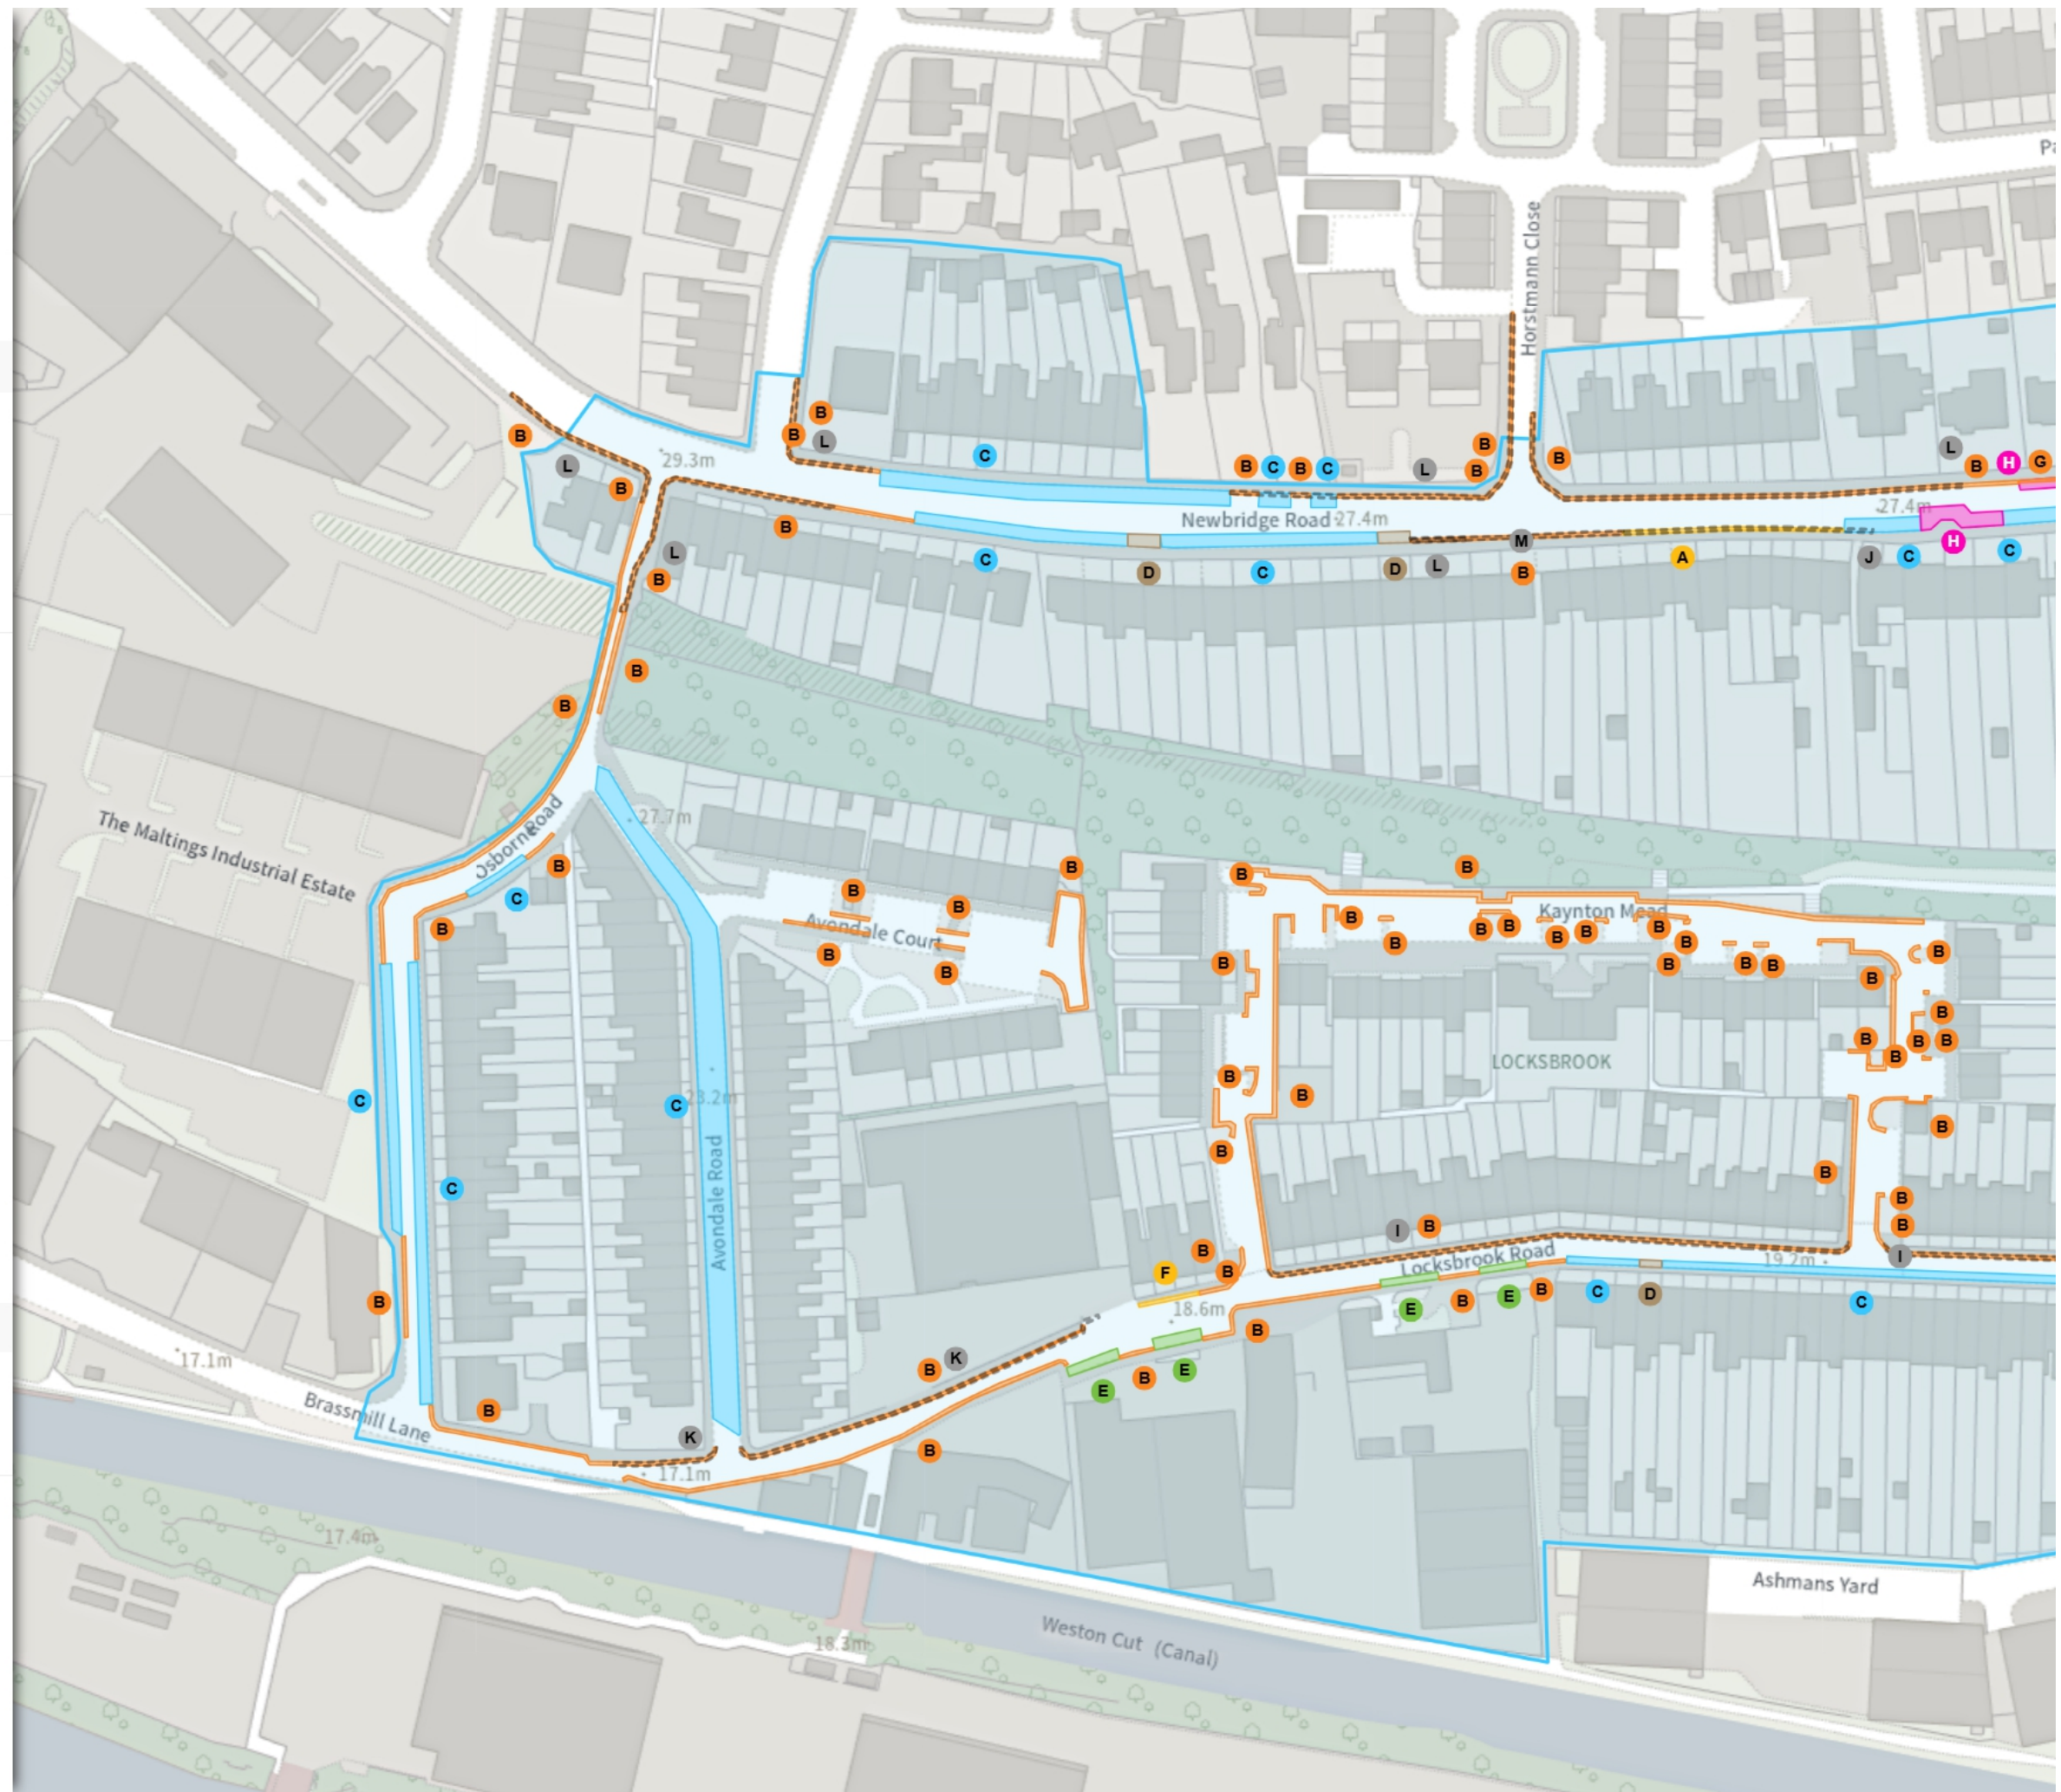 Pa
Horstmann Close
B
B
L
B
29.3m
L
B
B
L
C
B
C
B
C
L
B
B
B
L
B
H
G
27.4m
Newbridge Road
27.4m
B
L
B
C
D
C
D
L
M
B
A
J
C
H
C
B
B
27.7m
Osborne Road
The Maltings Industrial Estate
B
C
B
B
B
B
Avondale Court
B
B
B
B
Kaynton Mead
B
B
B
B
B
B
B
B
B
B
B
B
B
B
LOCKSBROOK
B
B
B
B
B
B
B
B
B
B
C
C
23.2m
Avondale Road
C
B
B
B
I
B
Locksbrook Road
19.2m
I
B
B
F
18.6m
E
B
E
B
C
D
C
B
B
K
E
B
E
B
17.1m
Brassmill Lane
B
K
17.1m
B
17.4m
18.3m
Weston Cut (Canal)
Ashmans Yard